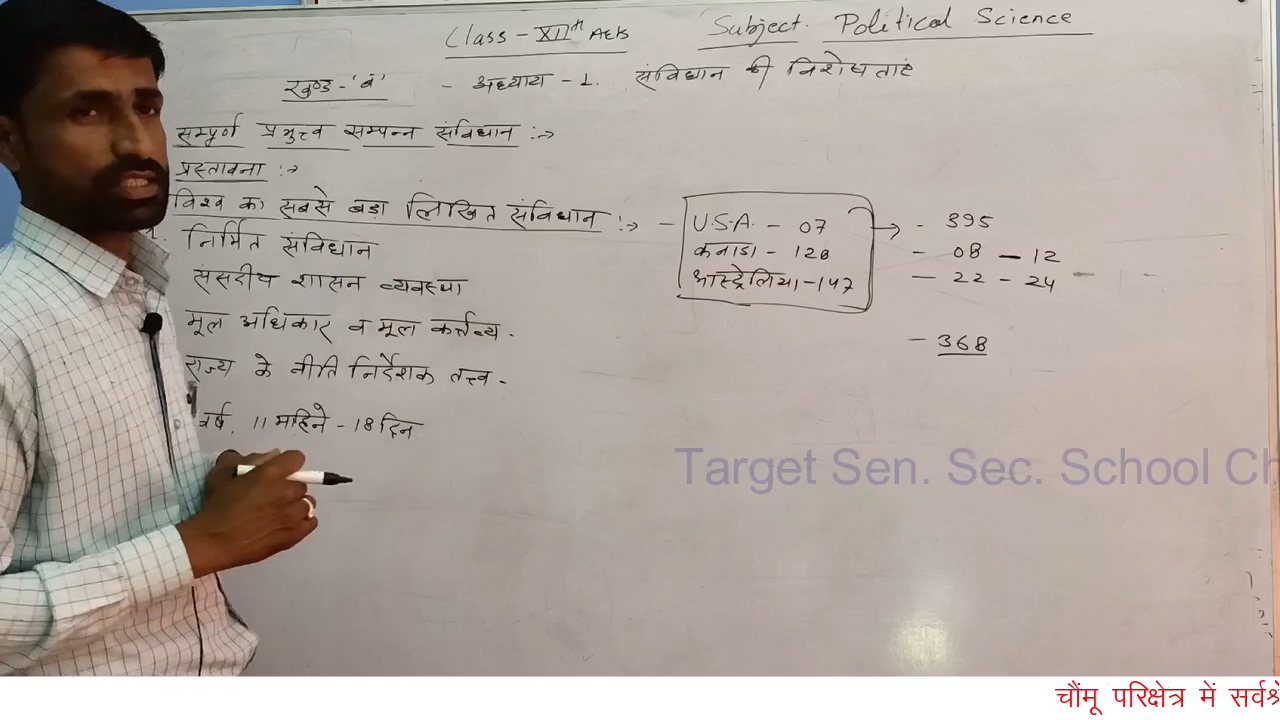 Class - XIIth Arts Subject. Political Science
खण्ड - 'ब' - अध्याय - 1. संविधान की विशेषताएं
सम्पूर्ण प्रभुत्व सम्पन्न संविधान :->
प्रस्तावना :->
विश्व का सबसे बड़ा लिखित संविधान :-> -
निर्मित संविधान
संसदीय शासन व्यवस्था
मूल अधिकार व मूल कर्त्तव्य.
राज्य के नीति निर्देशक तत्त्व -
वर्ष. 11 महिने - 18 दिन
U.S.A. - 07
कनाडा - 128
आस्ट्रेलिया - 147
→ - 395
- 08 - 12
- 22 - 24 -
- 368
Target Sen. Sec. School Ch
चौंमू परिक्षेत्र में सर्वश्रे